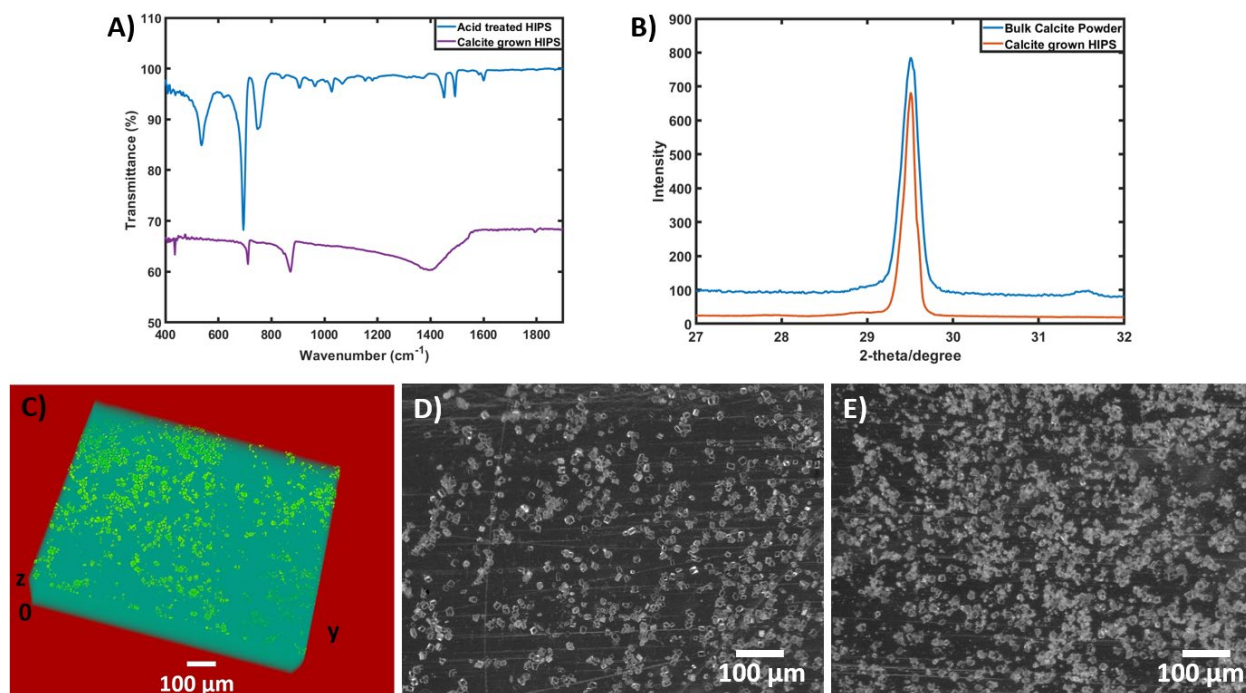 A)
Acid treated HIPS
Calcite grown HIPS
110
100
90
80
70
60
50
Transmittance (%)
400 600 800 1000 1200 1400 1600 1800
Wavenumber (cm⁻¹)
B)
Bulk Calcite Powder
Calcite grown HIPS
900
800
700
600
500
400
300
200
100
0
Intensity
27 28 29 30 31 32
2-theta/degree
C)
z
0
y
100 µm
D)
100 µm
E)
100 µm